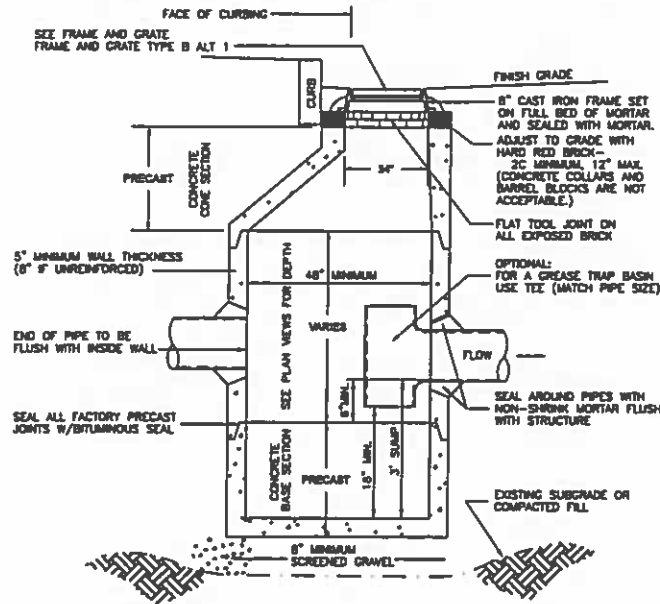 FACE OF CURBING
SEE FRAME AND GRATE
FRAME AND GRATE TYPE B ALT 1
CURB
FINISH GRADE
8" CAST IRON FRAME SET
ON FULL BED OF MORTAR
AND SEALED WITH MORTAR.
ADJUST TO GRADE WITH
HARD RED BRICK-
2C MINIMUM, 12" MAX.
(CONCRETE COLLARS AND
BARREL BLOCKS ARE NOT
ACCEPTABLE.)
PRECAST
CONCRETE
CONE SECTION
FLAT TOOL JOINT ON
ALL EXPOSED BRICK
5" MINIMUM WALL THICKNESS
(8" IF UNREINFORCED)
48" MINIMUM
OPTIONAL:
FOR A GREASE TRAP BASIN
USE TEE (MATCH PIPE SIZE)
SEE PLAN VIEWS FOR DEPTH
VARIES
END OF PIPE TO BE
FLUSH WITH INSIDE WALL
FLOW
SEAL AROUND PIPES WITH
NON-SHRINK MORTAR FLUSH
WITH STRUCTURE
SEAL ALL FACTORY PRECAST
JOINTS W/BITUMINOUS SEAL
MIN.
18" MIN.
3' SUMP
CONCRETE
BASE SECTION
PRECAST
EXISTING SUBGRADE OR
COMPACTED FILL
MINIMUM
SCREENED GRAVEL